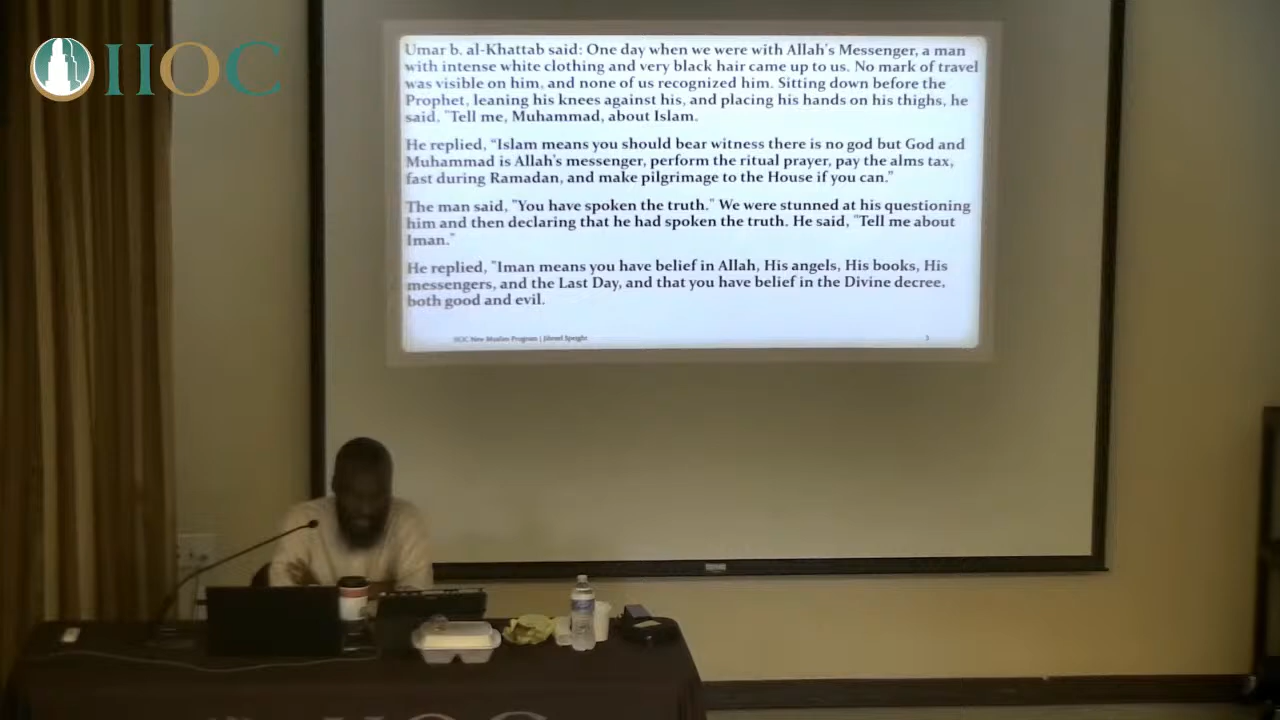 IIOC
Umar b. al-Khattab said: One day when we were with Allah's Messenger, a man
with intense white clothing and very black hair came up to us. No mark of travel
was visible on him, and none of us recognized him. Sitting down before the
Prophet, leaning his knees against his, and placing his hands on his thighs, he
said, "Tell me, Muhammad, about Islam.
He replied, "Islam means you should bear witness there is no god but God and
Muhammad is Allah's messenger, perform the ritual prayer, pay the alms tax,
fast during Ramadan, and make pilgrimage to the House if you can."
The man said, "You have spoken the truth." We were stunned at his questioning
him and then declaring that he had spoken the truth. He said, "Tell me about
Iman."
He replied, "Iman means you have belief in Allah, His angels, His books, His
messengers, and the Last Day, and that you have belief in the Divine decree,
both good and evil.
IIOC New Muslim Program | Jibreel Speight
3